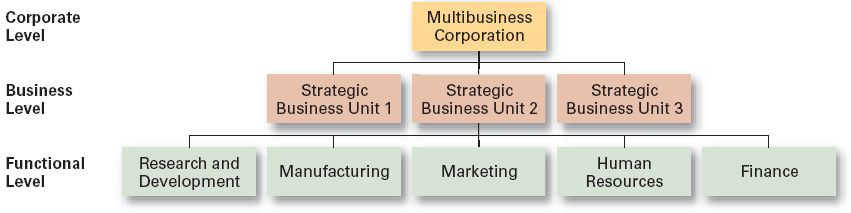 Corporate
Level
Multibusiness
Corporation
Business
Level
Strategic
Business Unit 1
Strategic
Business Unit 2
Strategic
Business Unit 3
Functional
Level
Research and
Development
Manufacturing
Marketing
Human
Resources
Finance